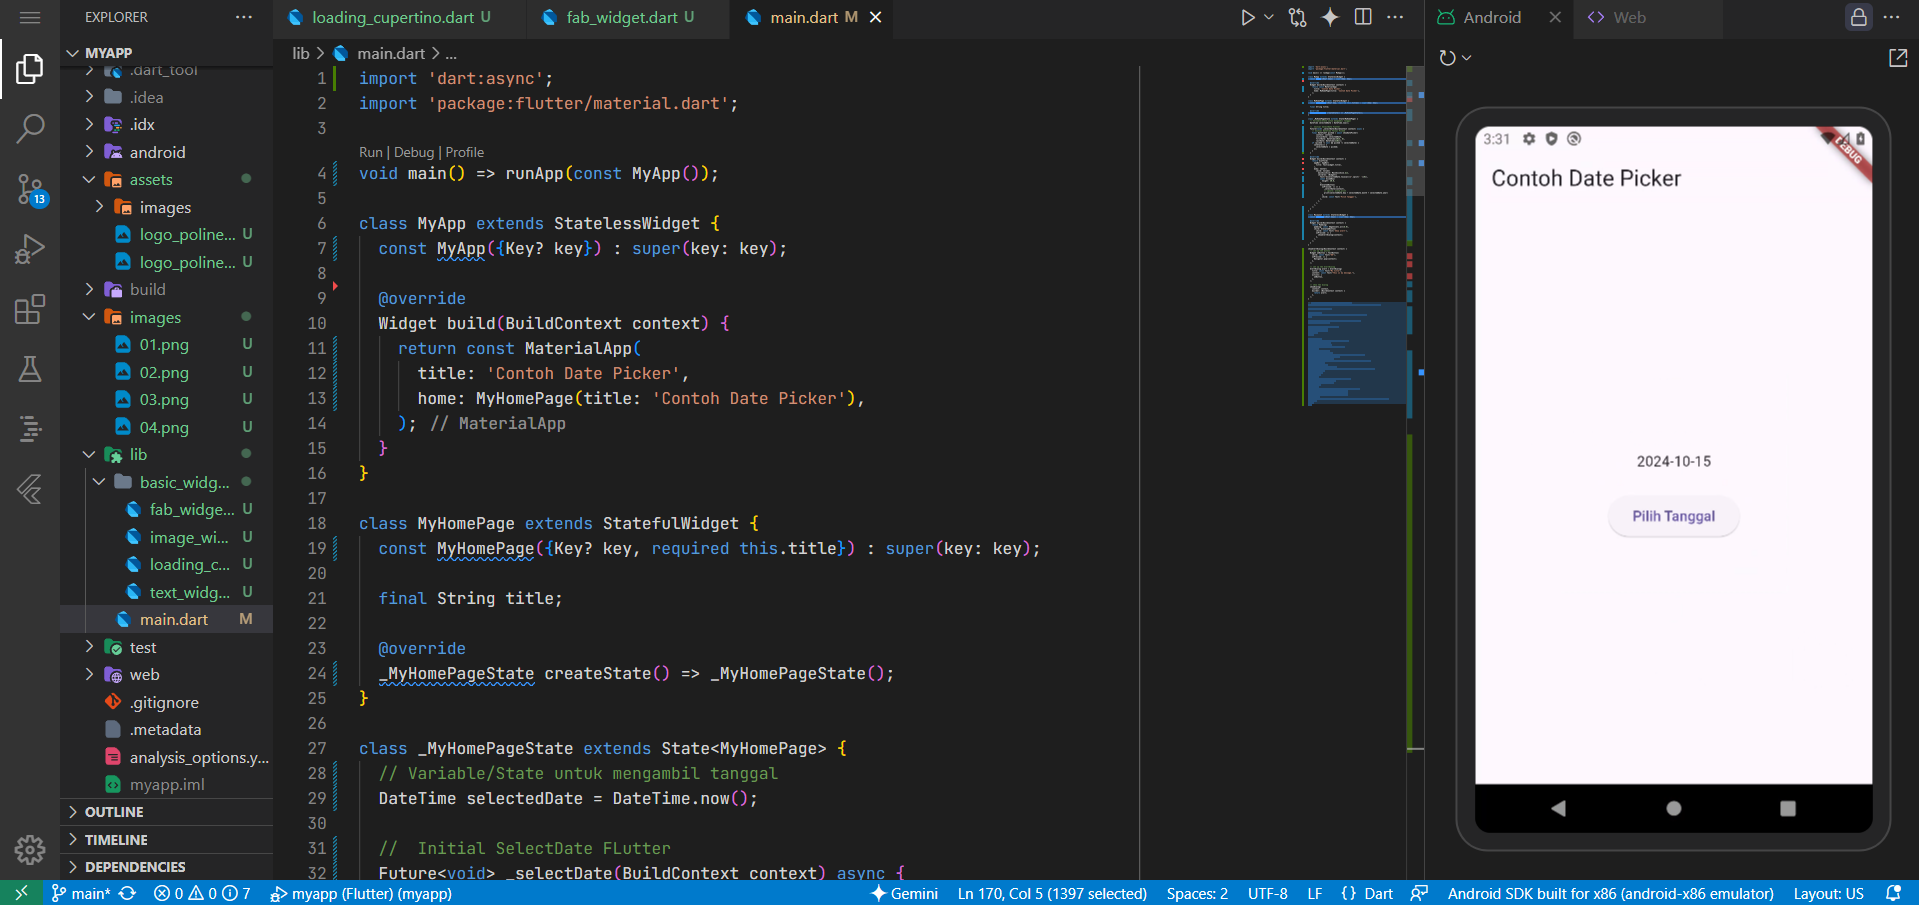 EXPLORER
MYAPP
.dart_tool
.idea
.idx
android
assets
images
logo_poline... U
logo_poline... U
build
images
01.png U
02.png U
03.png U
04.png U
lib
basic_widg...
fab_widge... U
image_wi... U
loading_c... U
text_widg... U
main.dart M
test
web
.gitignore
.metadata
analysis_options.y...
myapp.iml
OUTLINE
TIMELINE
DEPENDENCIES
13
loading_cupertino.dart U
fab_widget.dart U
main.dart M
lib > main.dart > ...
1 import 'dart:async';
2 import 'package:flutter/material.dart';
3
Run | Debug | Profile
4 void main() => runApp(const MyApp());
5
6 class MyApp extends StatelessWidget {
7 const MyApp({Key? key}) : super(key: key);
8
9 @override
10 Widget build(BuildContext context) {
11 return const MaterialApp(
12 title: 'Contoh Date Picker',
13 home: MyHomePage(title: 'Contoh Date Picker'),
14 ); // MaterialApp
15 }
16 }
17
18 class MyHomePage extends StatefulWidget {
19 const MyHomePage({Key? key, required this.title}) : super(key: key);
20
21 final String title;
22
23 @override
24 _MyHomePageState createState() => _MyHomePageState();
25 }
26
27 class _MyHomePageState extends State<MyHomePage> {
28 // Variable/State untuk mengambil tanggal
29 DateTime selectedDate = DateTime.now();
30
31 //  Initial SelectDate FLutter
32 Future<void> _selectDate(BuildContext context) async {
Android
Web
3:31
DEBUG
Contoh Date Picker
2024-10-15
Pilih Tanggal
main* 0 0 7 myapp (Flutter) (myapp) Gemini Ln 170, Col 5 (1397 selected) Spaces: 2 UTF-8 LF {} Dart Android SDK built for x86 (android-x86 emulator) Layout: US